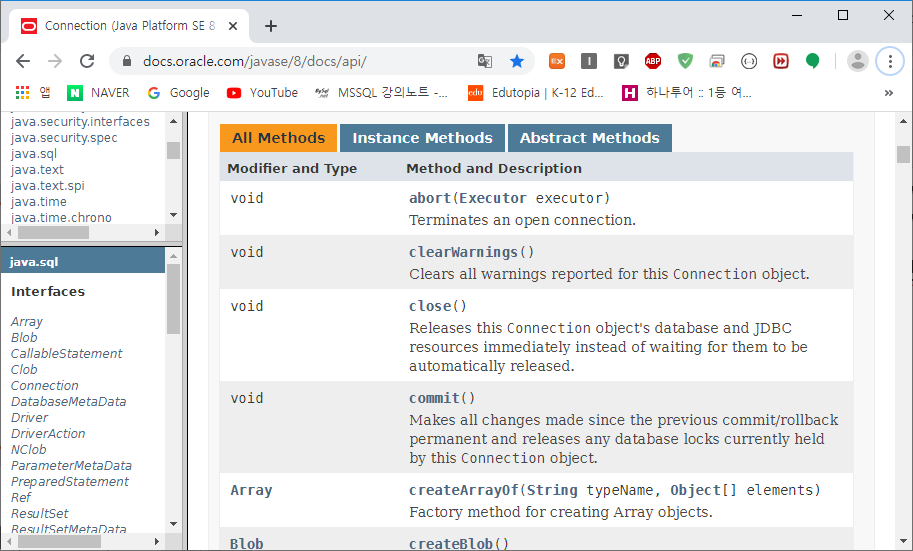 Connection (Java Platform SE 8
docs.oracle.com/javase/8/docs/api/
앱
NAVER
Google
YouTube
MSSQL 강의노트 -...
Edutopia | K-12 Ed...
하나투어 :: 1등 여...
java.security.interfaces
java.security.spec
java.sql
java.text
java.text.spi
java.time
java.time.chrono
java.sql
Interfaces
Array
Blob
CallableStatement
Clob
Connection
DatabaseMetaData
Driver
DriverAction
NClob
ParameterMetaData
PreparedStatement
Ref
ResultSet
ResultSetMetaData
All Methods Instance Methods Abstract Methods
Modifier and Type Method and Description
void abort(Executor executor)
Terminates an open connection.
void clearWarnings()
Clears all warnings reported for this Connection object.
void close()
Releases this Connection object's database and JDBC
resources immediately instead of waiting for them to be
automatically released.
void commit()
Makes all changes made since the previous commit/rollback
permanent and releases any database locks currently held
by this Connection object.
Array createArrayOf(String typeName, Object[] elements)
Factory method for creating Array objects.
Blob createBlob()